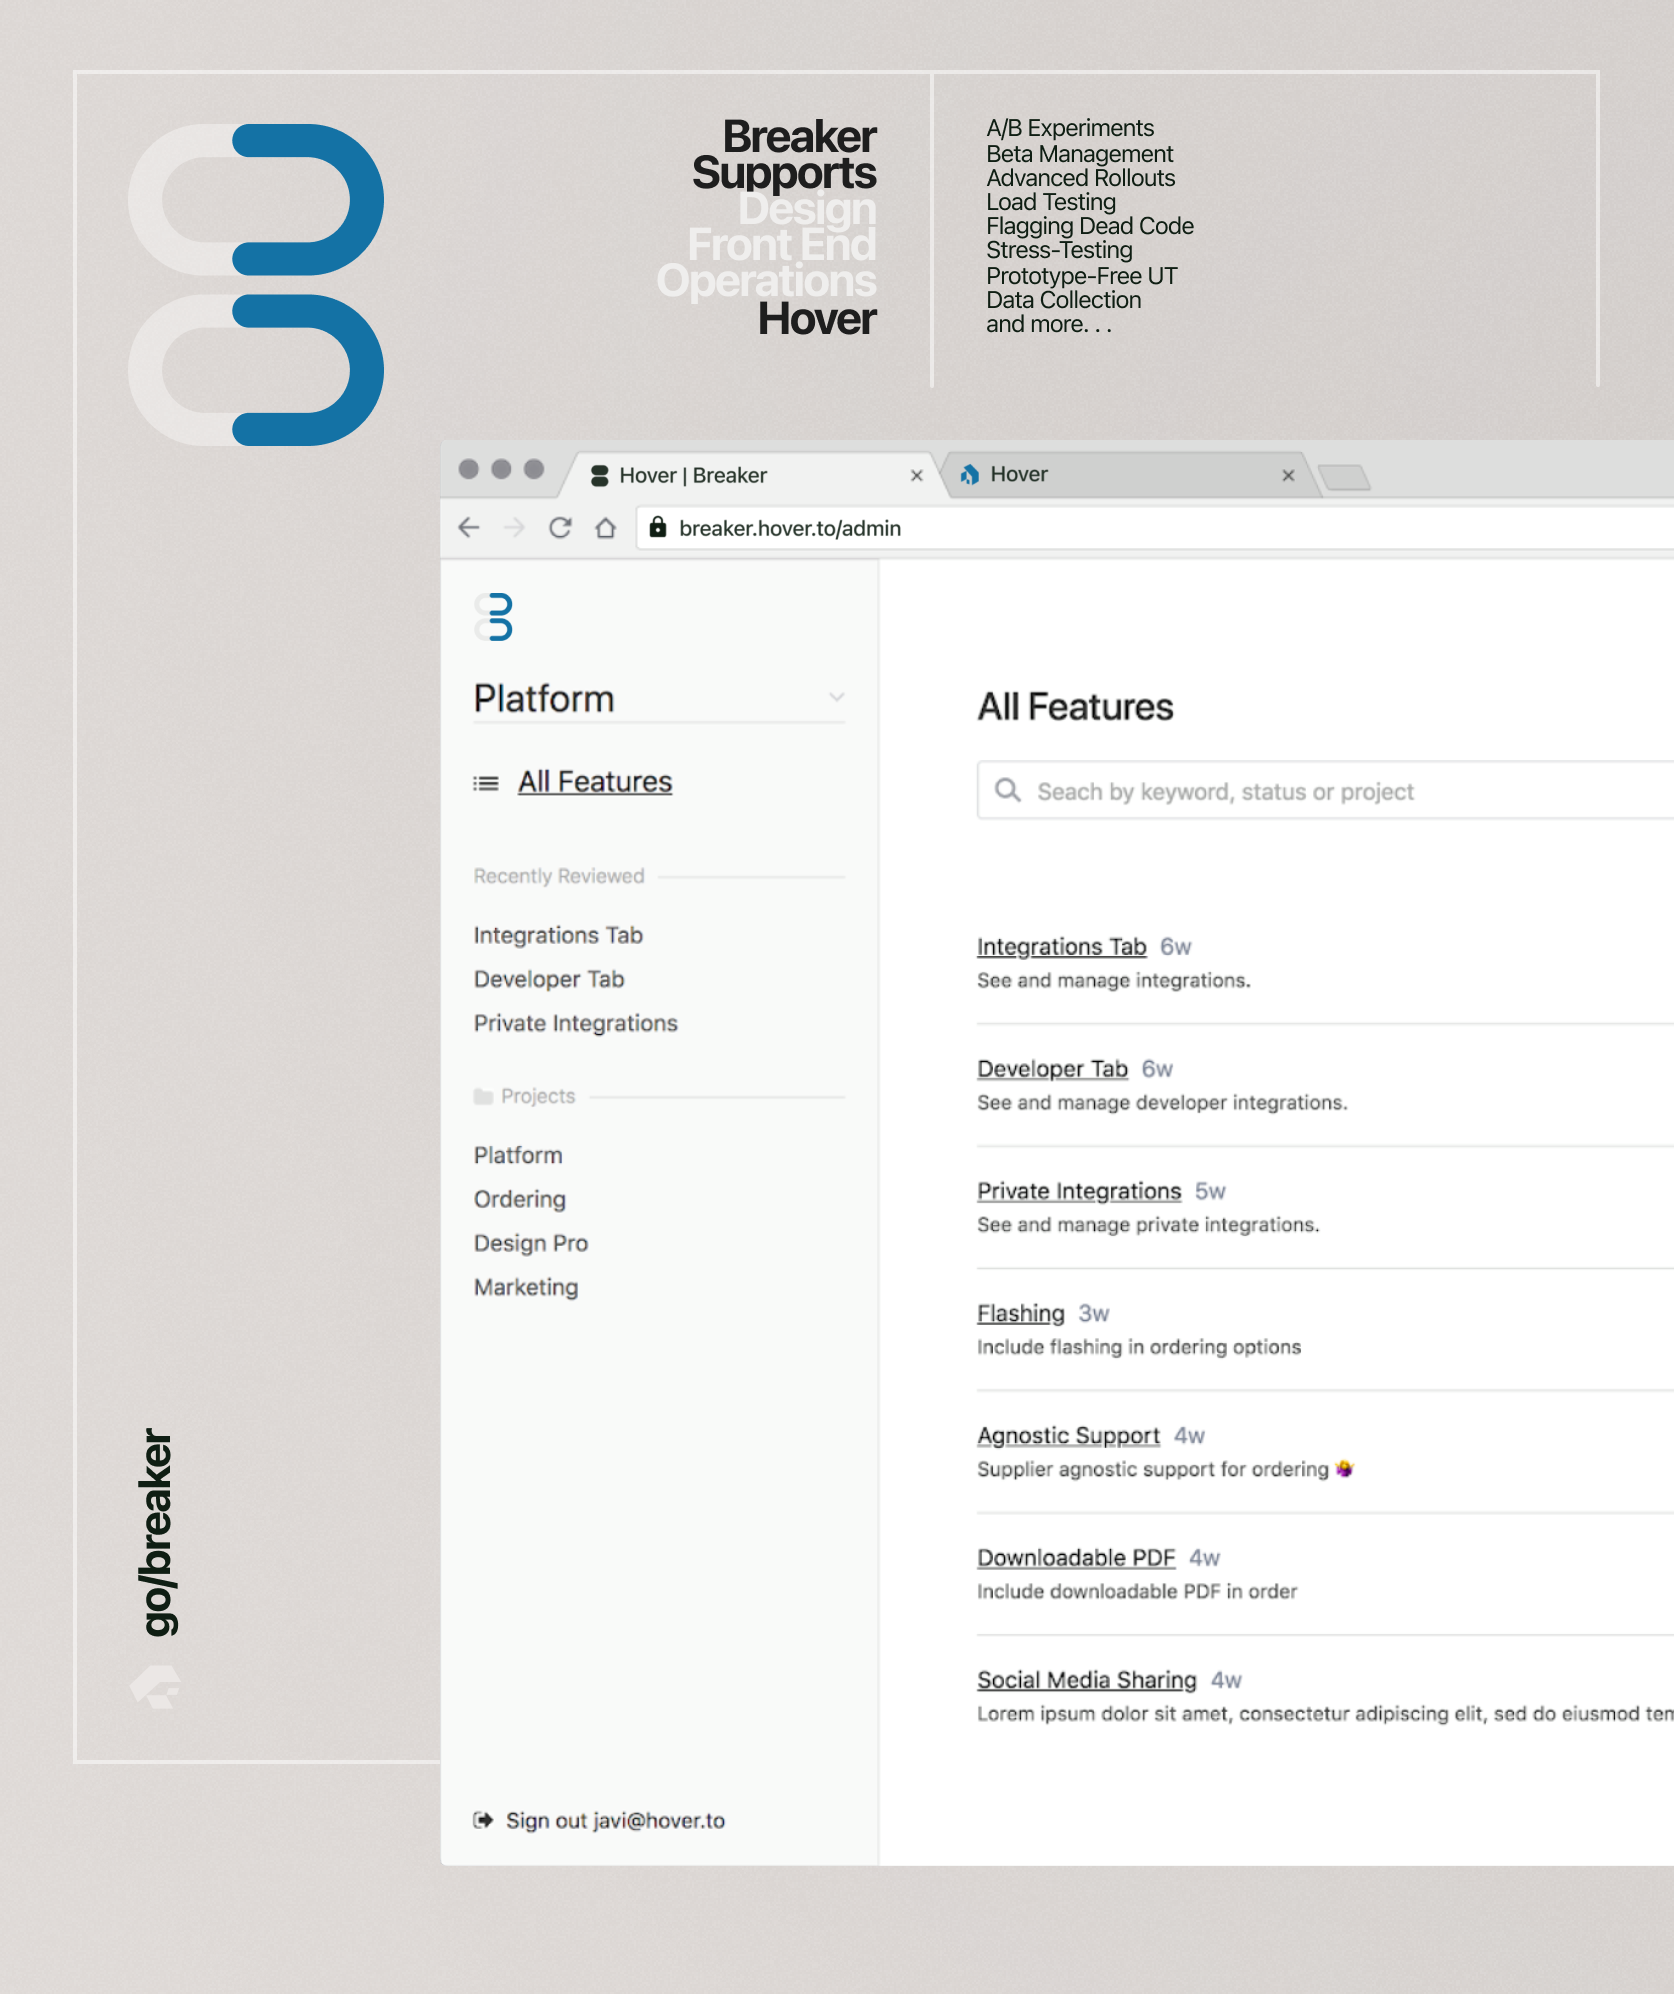 Breaker
Supports
Design
Front End
Operations
Hover
A/B Experiments
Beta Management
Advanced Rollouts
Load Testing
Flagging Dead Code
Stress-Testing
Prototype-Free UT
Data Collection
and more. . .
Hover | Breaker
Hover
breaker.hover.to/admin
Platform
All Features
Recently Reviewed
Integrations Tab
Developer Tab
Private Integrations
Projects
Platform
Ordering
Design Pro
Marketing
Sign out javi@hover.to
All Features
Seach by keyword, status or project
Integrations Tab 6w
See and manage integrations.
Developer Tab 6w
See and manage developer integrations.
Private Integrations 5w
See and manage private integrations.
Flashing 3w
Include flashing in ordering options
Agnostic Support 4w
Supplier agnostic support for ordering 🤷‍♀️
Downloadable PDF 4w
Include downloadable PDF in order
Social Media Sharing 4w
Lorem ipsum dolor sit amet, consectetur adipiscing elit, sed do eiusmod
go/breaker